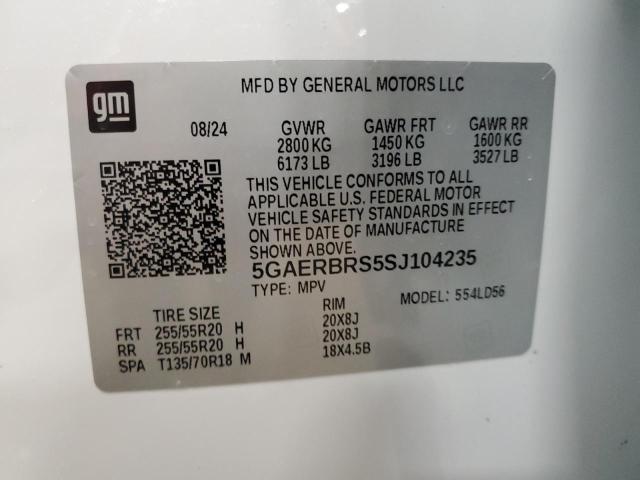 gm
MFD BY GENERAL MOTORS LLC
08/24 GVWR GAWR FRT GAWR RR
2800 KG 1450 KG 1600 KG
6173 LB 3196 LB 3527 LB
THIS VEHICLE CONFORMS TO ALL
APPLICABLE U.S. FEDERAL MOTOR
VEHICLE SAFETY STANDARDS IN EFFECT
ON THE DATE OF MANUFACTURE
SHOWN ABOVE.
5GAERBRS5SJ104235
TYPE: MPV MODEL: 554LD56
TIRE SIZE RIM
FRT 255/55R20 H 20X8J
RR 255/55R20 H 20X8J
SPA T135/70R18 M 18X4.5B